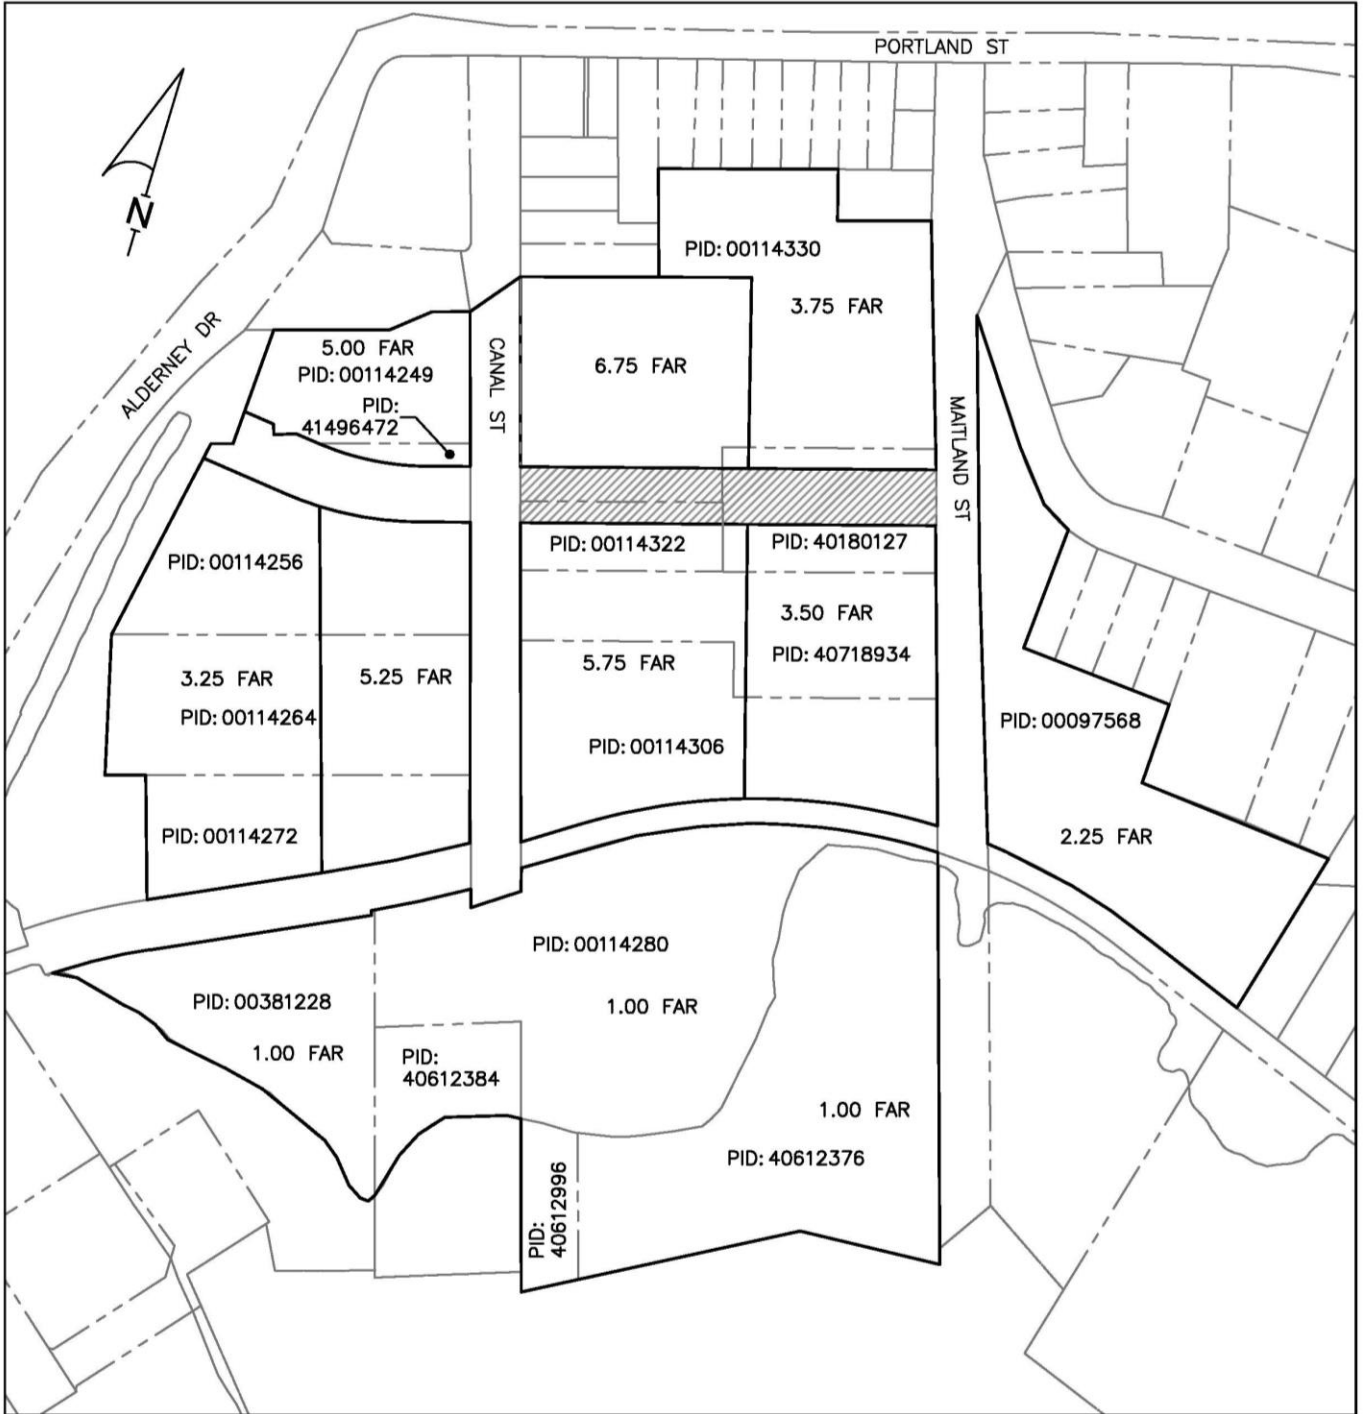 PORTLAND ST
N
PID: 00114330
3.75 FAR
ALDERNEY DR
5.00 FAR
PID: 00114249
PID:
41496472
CANAL ST
6.75 FAR
MAITLAND ST
PID: 00114256
PID: 00114322
PID: 40180127
3.50 FAR
PID: 40718934
3.25 FAR
PID: 00114264
5.25 FAR
5.75 FAR
PID: 00114306
PID: 00097568
2.25 FAR
PID: 00114272
PID: 00114280
1.00 FAR
PID: 00381228
1.00 FAR
PID:
40612384
1.00 FAR
PID: 40612376
PID:
40612996